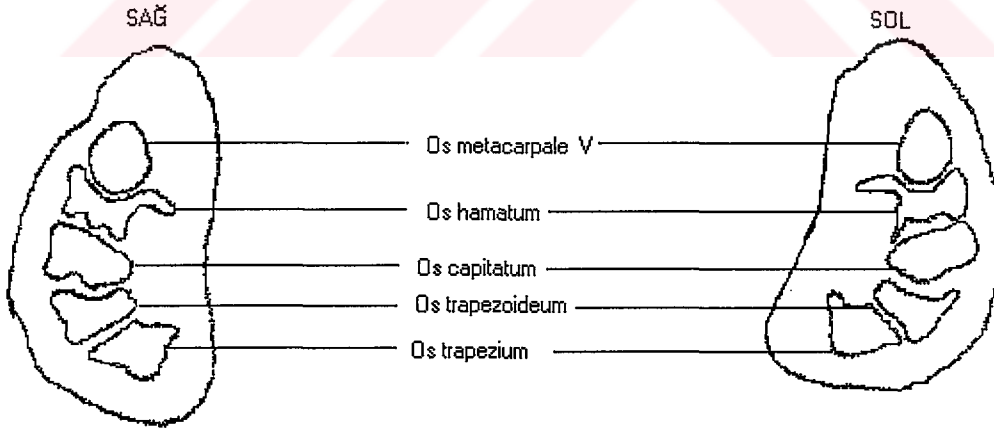 SAĞ
SOL
Os metacarpale V
Os hamatum
Os capitatum
Os trapezoideum
Os trapezium